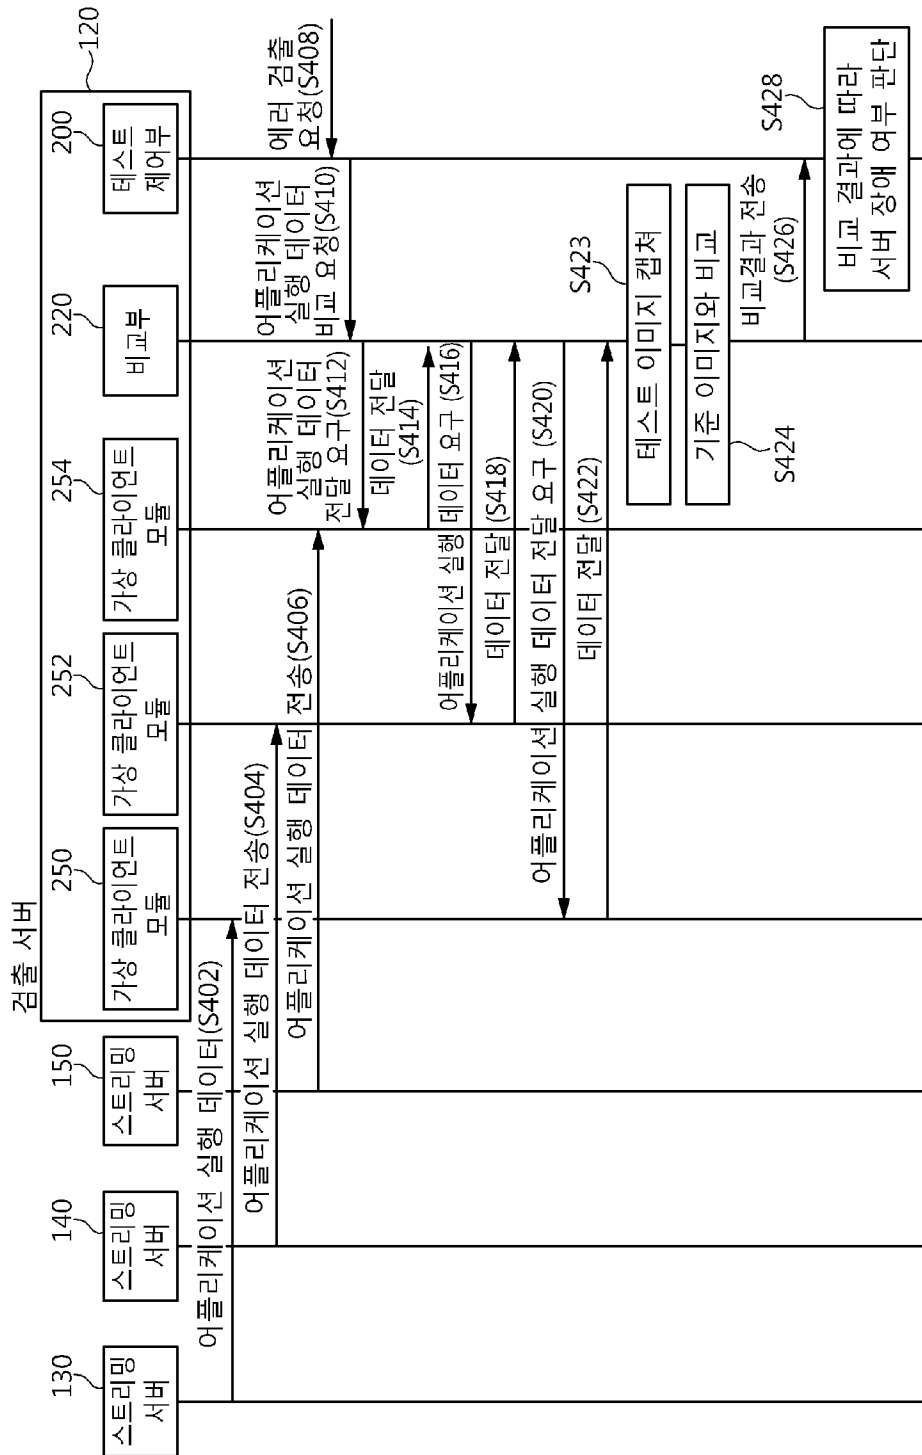 검출 서버
120
130
140
150
250
252
254
220
200
스트리밍
서버
스트리밍
서버
스트리밍
서버
가상 클라이언트
모듈
가상 클라이언트
모듈
가상 클라이언트
모듈
비교부
테스트
제어부
어플리케이션 실행 데이터(S402)
어플리케이션 실행 데이터 전송(S404)
어플리케이션 실행 데이터 전송(S406)
에러 검출
요청(S408)
어플리케이션
실행 데이터
비교 요청(S410)
어플리케이션
실행 데이터
전달 요구(S412)
데이터 전달
(S414)
어플리케이션 실행 데이터 요구 (S416)
데이터 전달(S418)
어플리케이션 실행 데이터 전달 요구 (S420)
데이터 전달 (S422)
테스트 이미지 캡쳐
S423
기준 이미지와 비교
S424
비교결과 전송
(S426)
비교 결과에 따라
서버 장애 여부 판단
S428